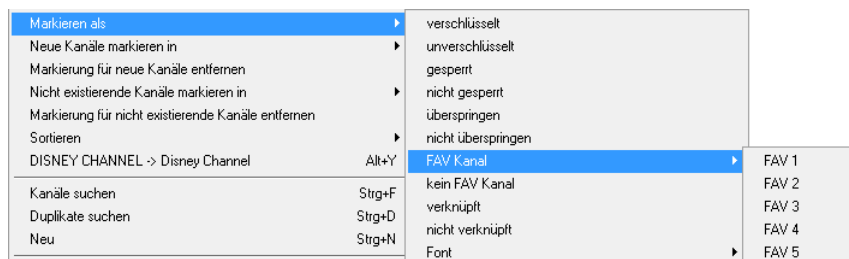 Markieren als
Neue Kanäle markieren in
Markierung für neue Kanäle entfernen
Nicht existierende Kanäle markieren in
Markierung für nicht existierende Kanäle entfernen
Sortieren
DISNEY CHANNEL -> Disney Channel Alt+Y
Kanäle suchen Strg+F
Duplikate suchen Strg+D
Neu Strg+N
verschlüsselt
unverschlüsselt
gesperrt
nicht gesperrt
überspringen
nicht überspringen
FAV Kanal
kein FAV Kanal
verknüpft
nicht verknüpft
Font
FAV 1
FAV 2
FAV 3
FAV 4
FAV 5